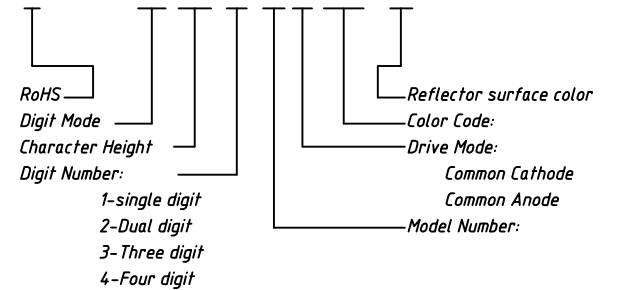 RoHS
Digit Mode
Character Height
Digit Number:
1-single digit
2-Dual digit
3-Three digit
4-Four digit
Reflector surface color
Color Code:
Drive Mode:
Common Cathode
Common Anode
Model Number: